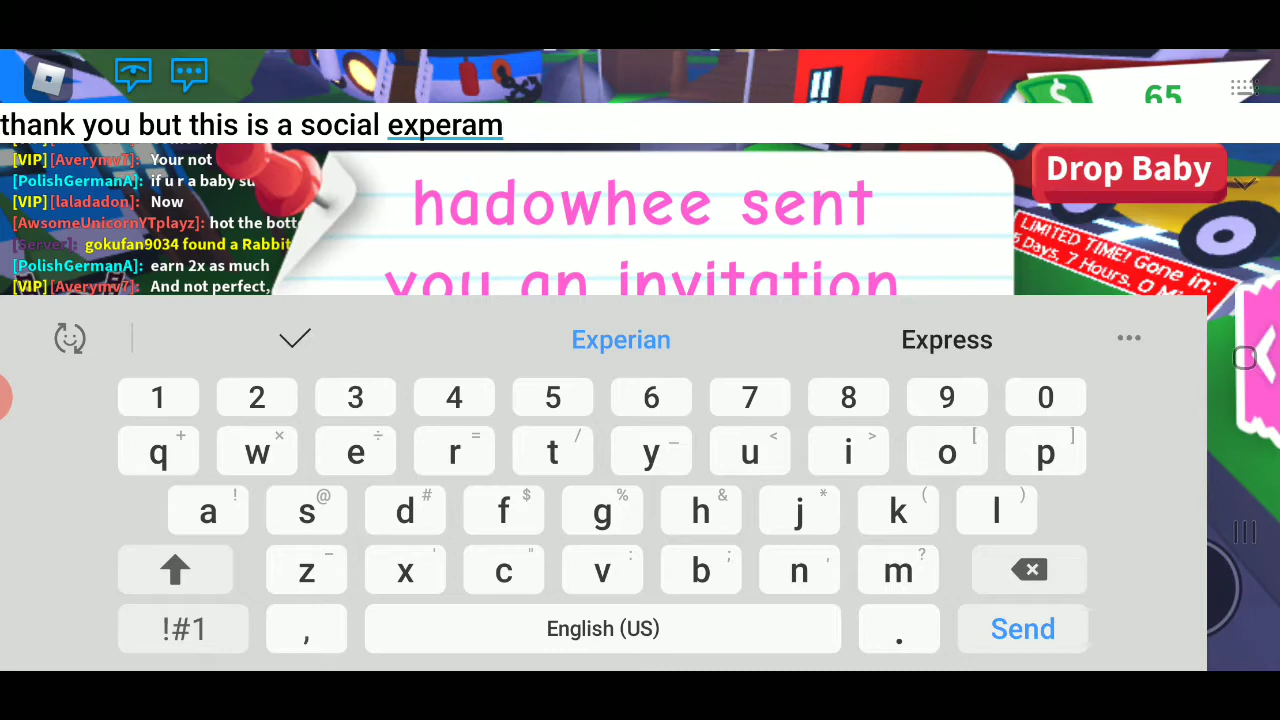 65
thank you but this is a social experam
[VIP] [Averymv7]: Your not
[PolishGermanA]: if u r a baby su
[VIP] [laladadon]: Now
[AwsomeUnicornYTplayz]: hot the bott
[Server]: gokufan9034 found a Rabbit
[PolishGermanA]: earn 2x as much
[VIP] [Averymv7]: And not perfect,
hadowhee sent
you an invitation
Drop Baby
LIMITED TIME! Gone in:
5 Days, 7 Hours, 0
Experian Express
1 2 3 4 5 6 7 8 9 0
q + w × e ÷ r = t / y _ u < i > o [ p ]
a ! s @ d # f $ g % h & j * k ( l )
z - x ' c " v : b ; n , m ?
!#1 , English (US) . Send